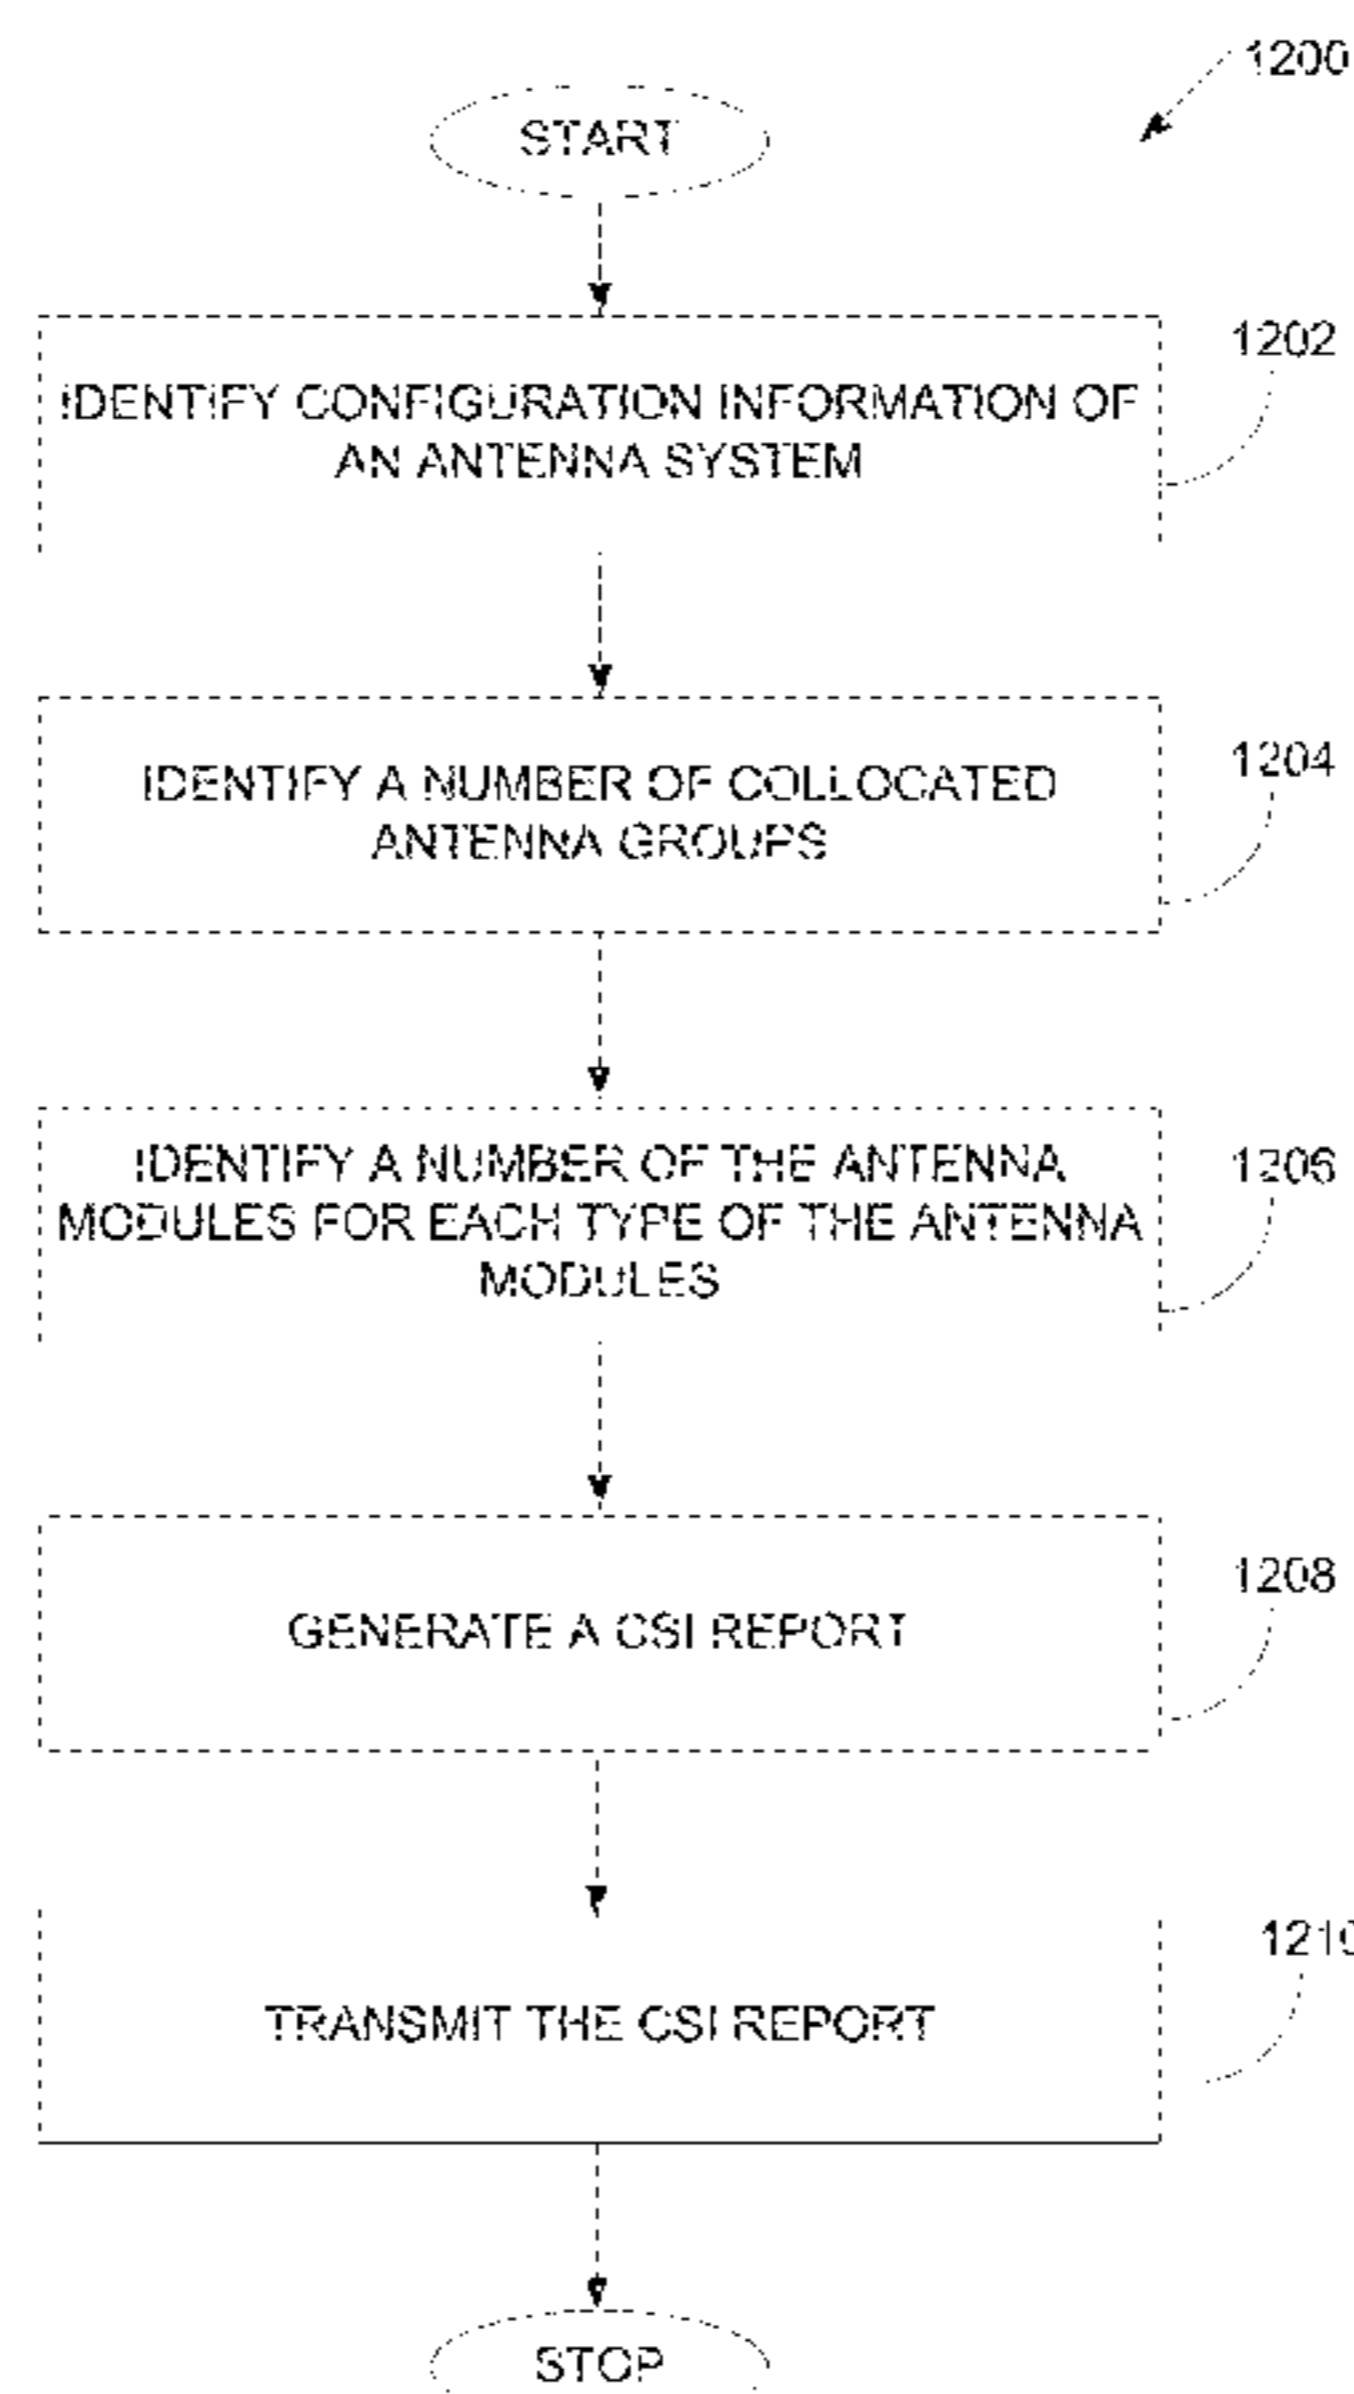 1200
START
1202
IDENTIFY CONFIGURATION INFORMATION OF
AN ANTENNA SYSTEM
1204
IDENTIFY A NUMBER OF COLLOCATED
ANTENNA GROUPS
1206
IDENTIFY A NUMBER OF THE ANTENNA
MODULES FOR EACH TYPE OF THE ANTENNA
MODULES
1208
GENERATE A CSI REPORT
1210
TRANSMIT THE CSI REPORT
STOP